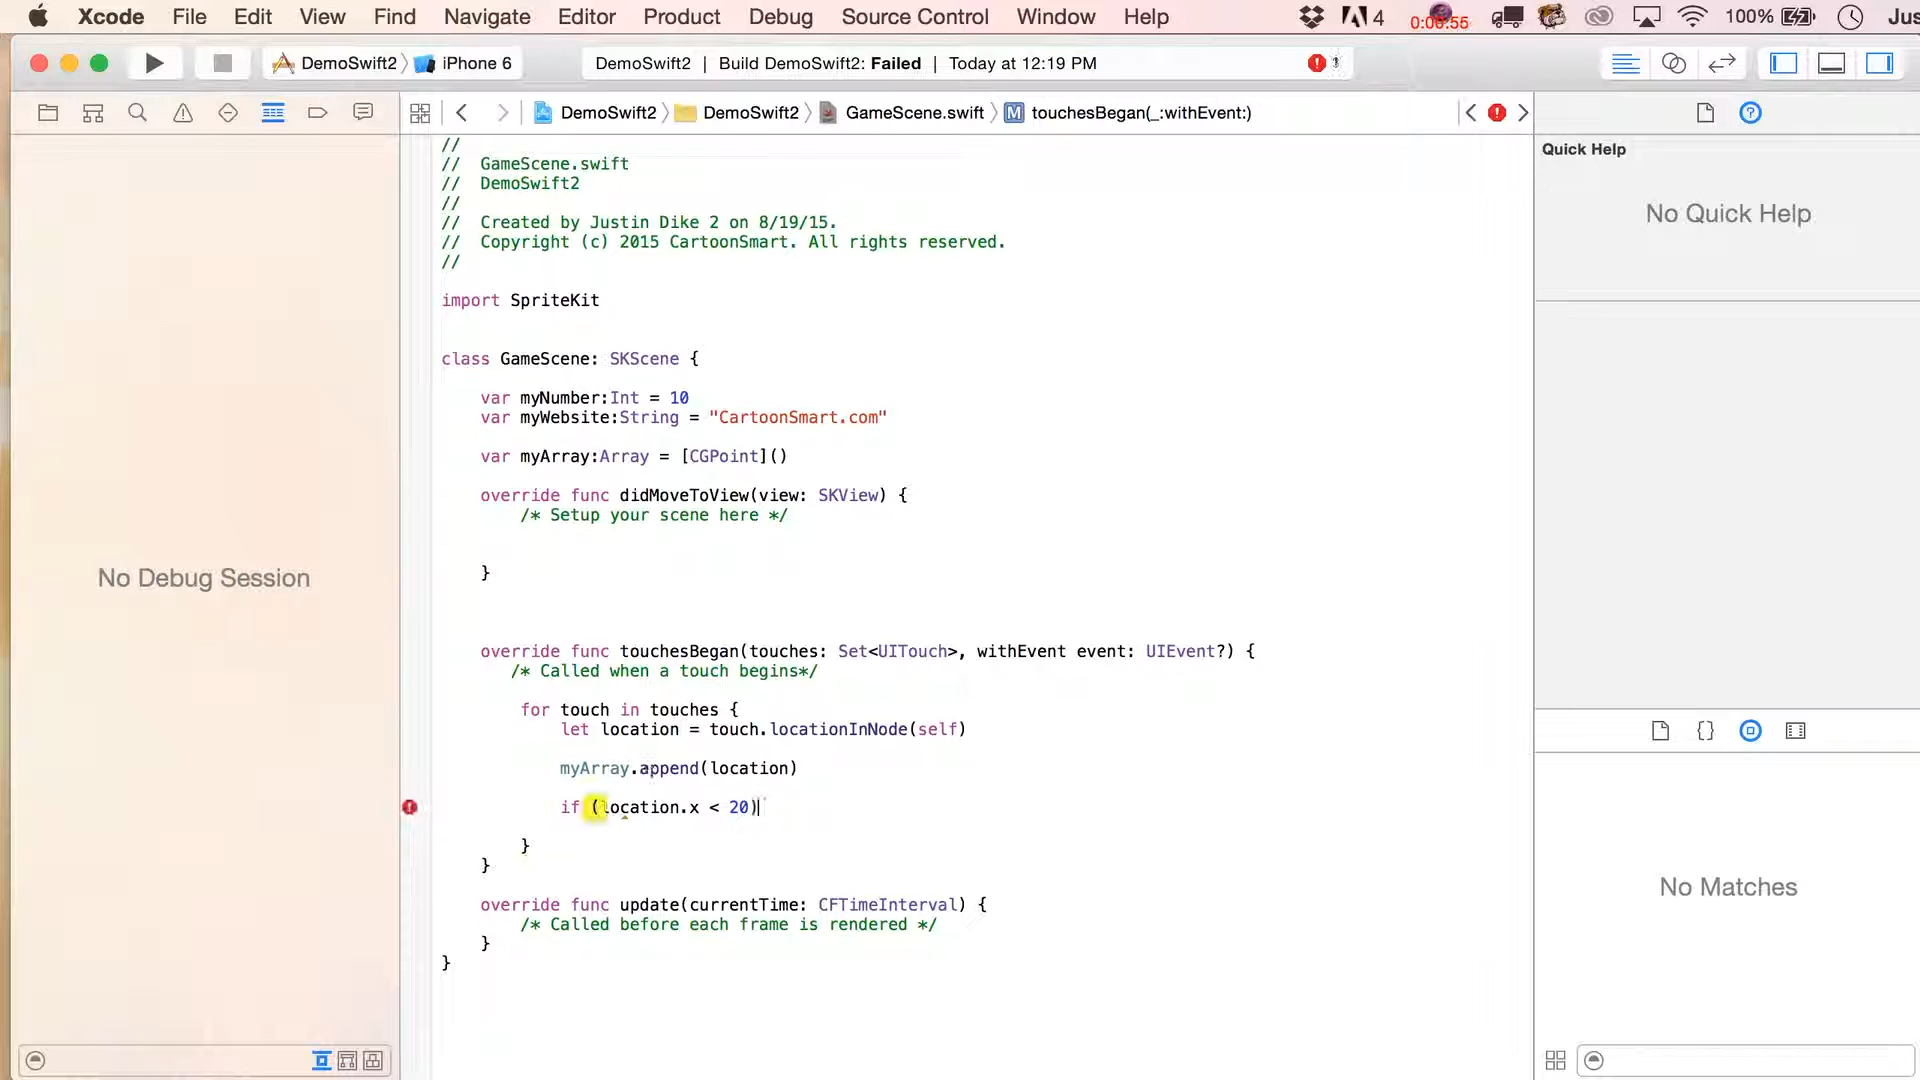 Xcode File Edit View Find Navigate Editor Product Debug Source Control Window Help 4 0:00:55 100% Jus
DemoSwift2 iPhone 6 DemoSwift2 | Build DemoSwift2: Failed | Today at 12:19 PM
DemoSwift2 DemoSwift2 GameScene.swift M touchesBegan(_:withEvent:)
//
// GameScene.swift
// DemoSwift2
//
// Created by Justin Dike 2 on 8/19/15.
// Copyright (c) 2015 CartoonSmart. All rights reserved.
//
import SpriteKit
class GameScene: SKScene {
var myNumber:Int = 10
var myWebsite:String = "CartoonSmart.com"
var myArray:Array = [CGPoint]()
override func didMoveToView(view: SKView) {
/* Setup your scene here */
}
override func touchesBegan(touches: Set<UITouch>, withEvent event: UIEvent?) {
/* Called when a touch begins*/
for touch in touches {
let location = touch.locationInNode(self)
myArray.append(location)
if (location.x < 20)
}
}
override func update(currentTime: CFTimeInterval) {
/* Called before each frame is rendered */
}
}
No Debug Session
Quick Help
No Quick Help
{}
No Matches